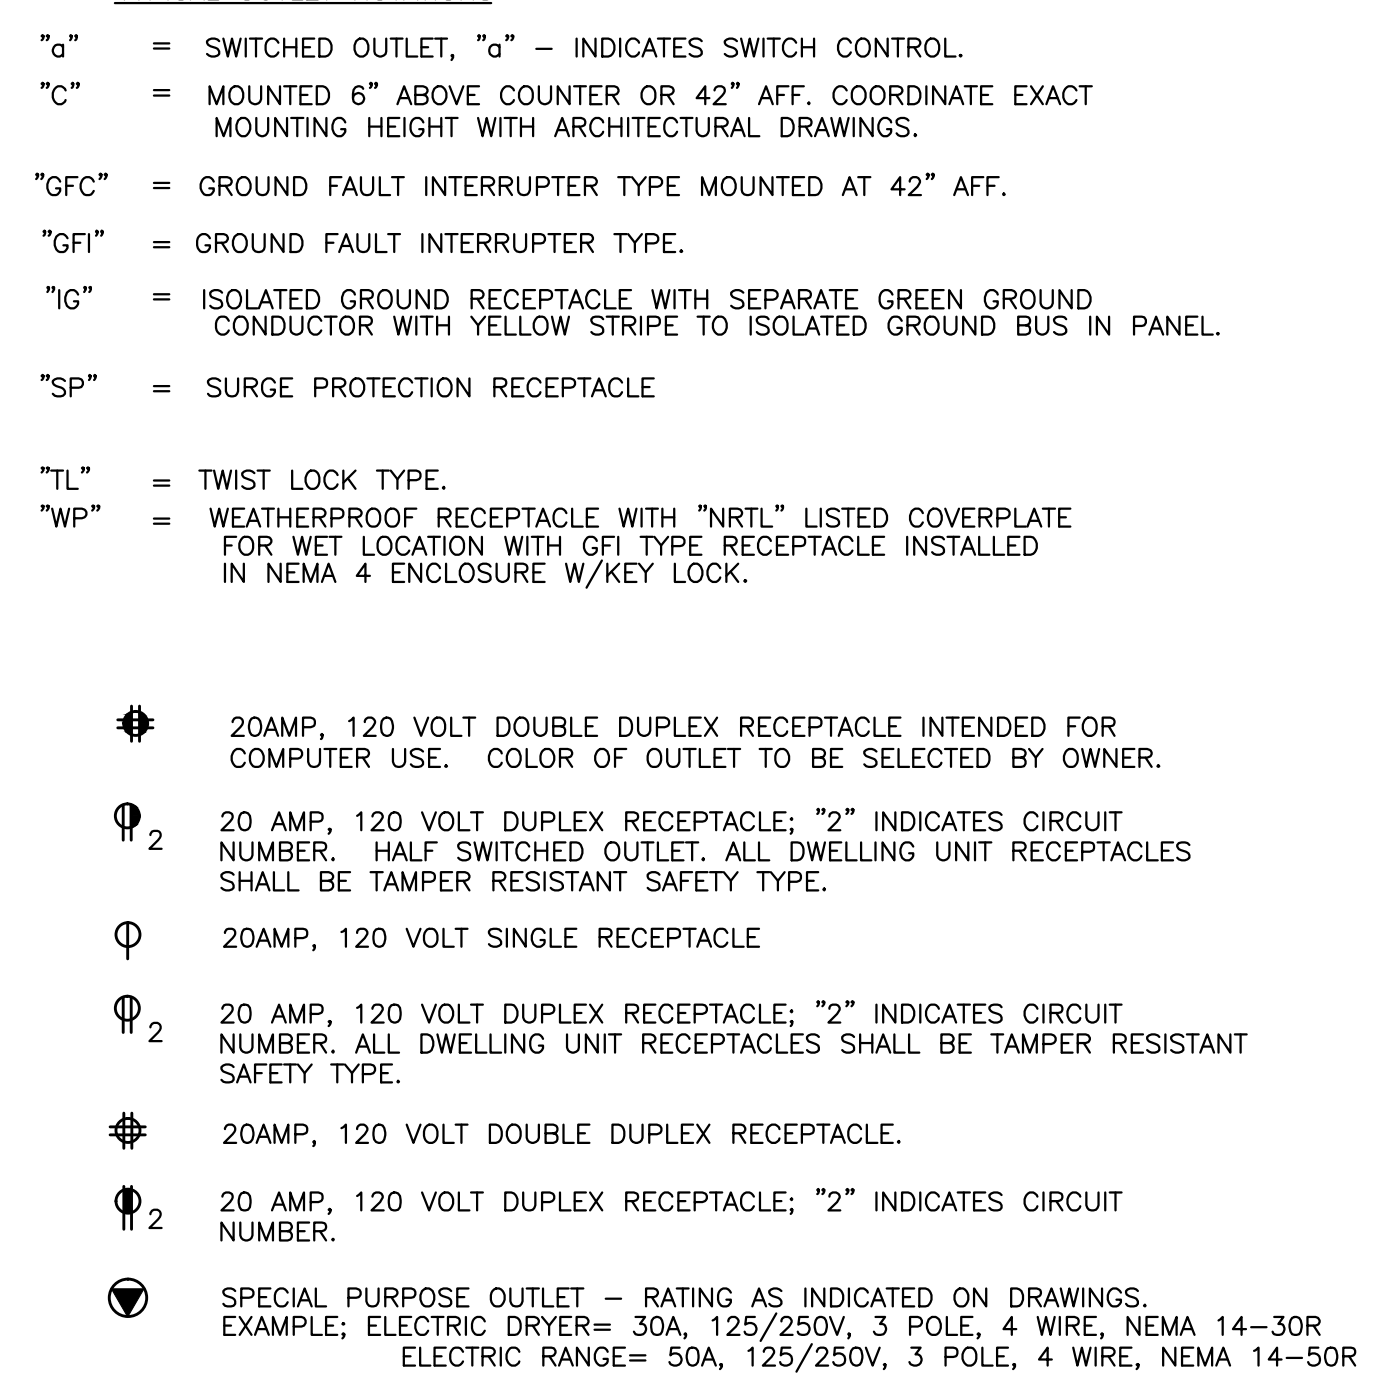 "a" = SWITCHED OUTLET, "a" – INDICATES SWITCH CONTROL.
"C" = MOUNTED 6" ABOVE COUNTER OR 42" AFF. COORDINATE EXACT
MOUNTING HEIGHT WITH ARCHITECTURAL DRAWINGS.
"GFC" = GROUND FAULT INTERRUPTER TYPE MOUNTED AT 42" AFF.
"GFI" = GROUND FAULT INTERRUPTER TYPE.
"IG" = ISOLATED GROUND RECEPTACLE WITH SEPARATE GREEN GROUND
CONDUCTOR WITH YELLOW STRIPE TO ISOLATED GROUND BUS IN PANEL.
"SP" = SURGE PROTECTION RECEPTACLE
"TL" = TWIST LOCK TYPE.
"WP" = WEATHERPROOF RECEPTACLE WITH "NRTL" LISTED COVERPLATE
FOR WET LOCATION WITH GFI TYPE RECEPTACLE INSTALLED
IN NEMA 4 ENCLOSURE W/KEY LOCK.
20AMP, 120 VOLT DOUBLE DUPLEX RECEPTACLE INTENDED FOR
COMPUTER USE. COLOR OF OUTLET TO BE SELECTED BY OWNER.
2 20 AMP, 120 VOLT DUPLEX RECEPTACLE; "2" INDICATES CIRCUIT
NUMBER. HALF SWITCHED OUTLET. ALL DWELLING UNIT RECEPTACLES
SHALL BE TAMPER RESISTANT SAFETY TYPE.
20AMP, 120 VOLT SINGLE RECEPTACLE
2 20 AMP, 120 VOLT DUPLEX RECEPTACLE; "2" INDICATES CIRCUIT
NUMBER. ALL DWELLING UNIT RECEPTACLES SHALL BE TAMPER RESISTANT
SAFETY TYPE.
20AMP, 120 VOLT DOUBLE DUPLEX RECEPTACLE.
2 20 AMP, 120 VOLT DUPLEX RECEPTACLE; "2" INDICATES CIRCUIT
NUMBER.
SPECIAL PURPOSE OUTLET – RATING AS INDICATED ON DRAWINGS.
EXAMPLE; ELECTRIC DRYER= 30A, 125/250V, 3 POLE, 4 WIRE, NEMA 14–30R
ELECTRIC RANGE= 50A, 125/250V, 3 POLE, 4 WIRE, NEMA 14–50R